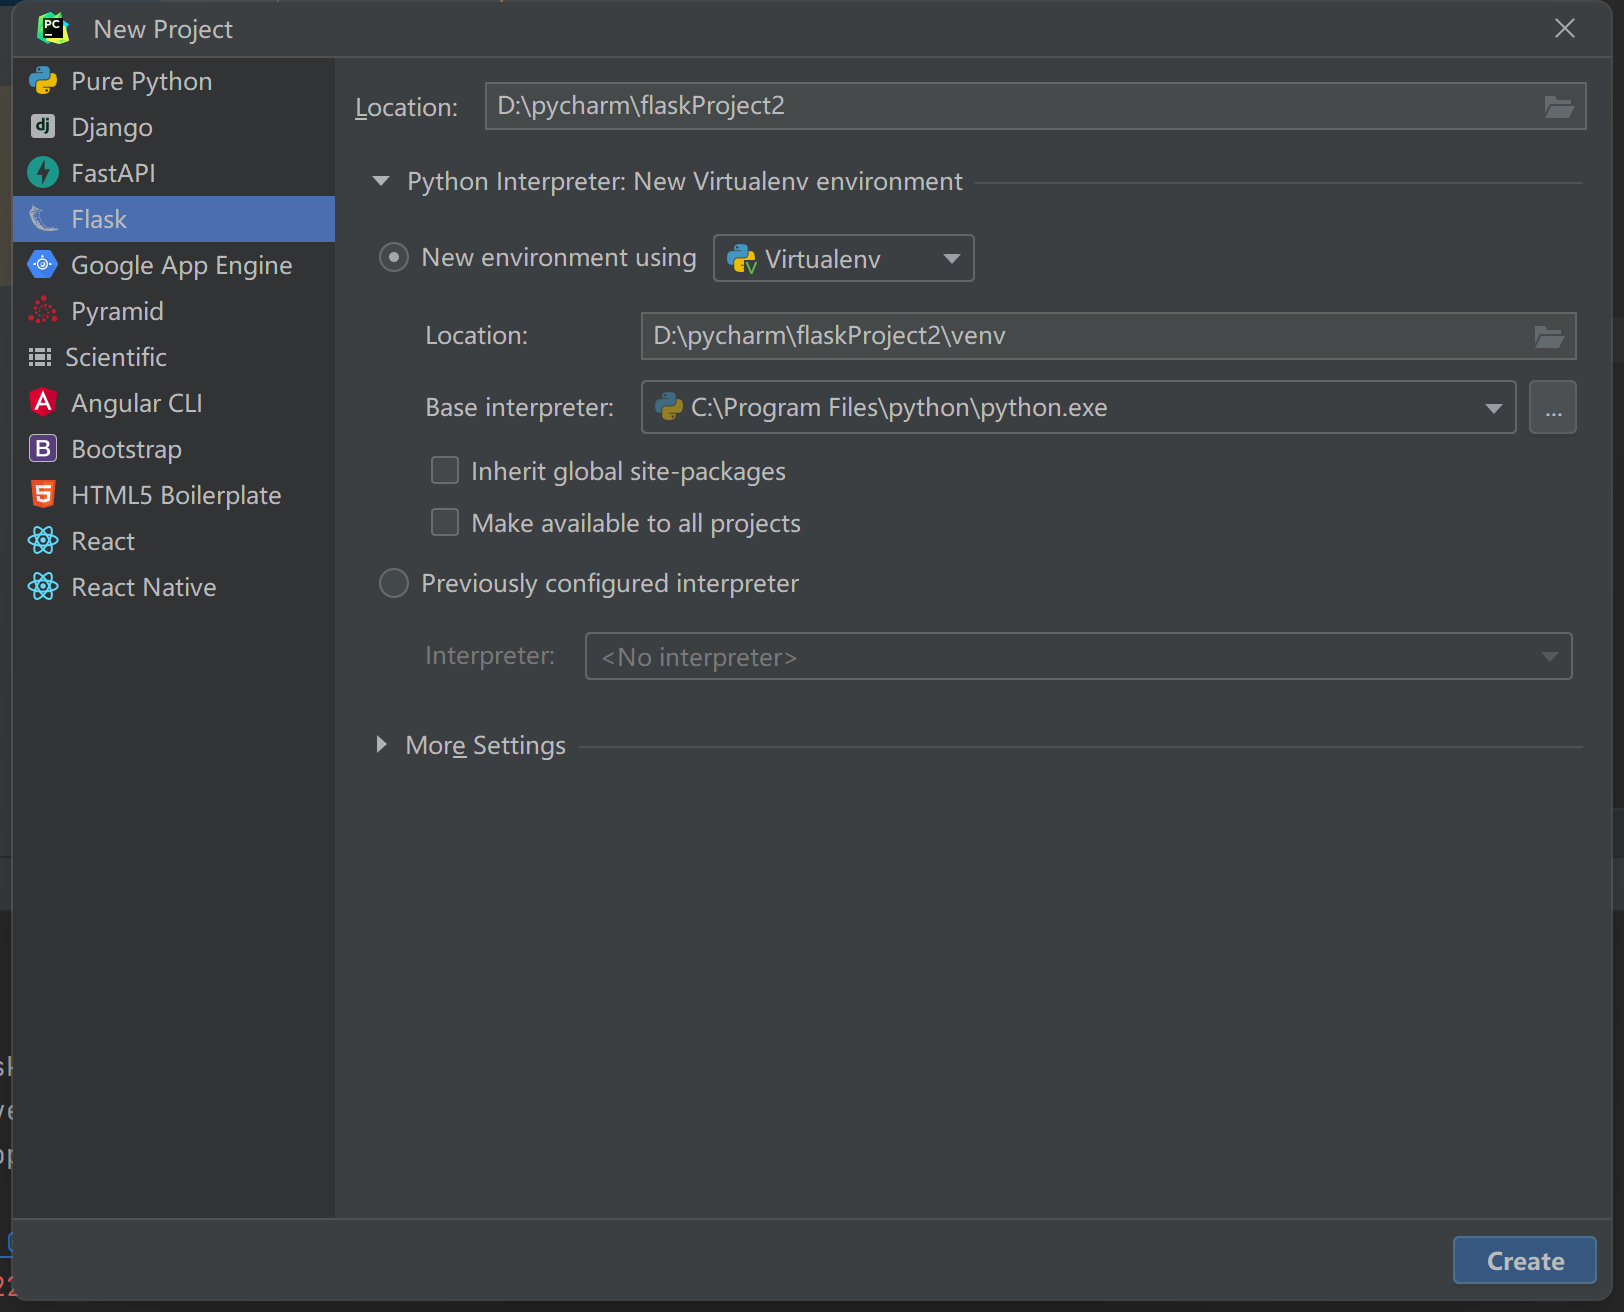 New Project
Pure Python
Django
FastAPI
Flask
Google App Engine
Pyramid
Scientific
Angular CLI
Bootstrap
HTML5 Boilerplate
React
React Native
Location: D:\pycharm\flaskProject2
Python Interpreter: New Virtualenv environment
New environment using Virtualenv
Location: D:\pycharm\flaskProject2\venv
Base interpreter: C:\Program Files\python\python.exe ...
Inherit global site-packages
Make available to all projects
Previously configured interpreter
Interpreter: <No interpreter>
More Settings
Create